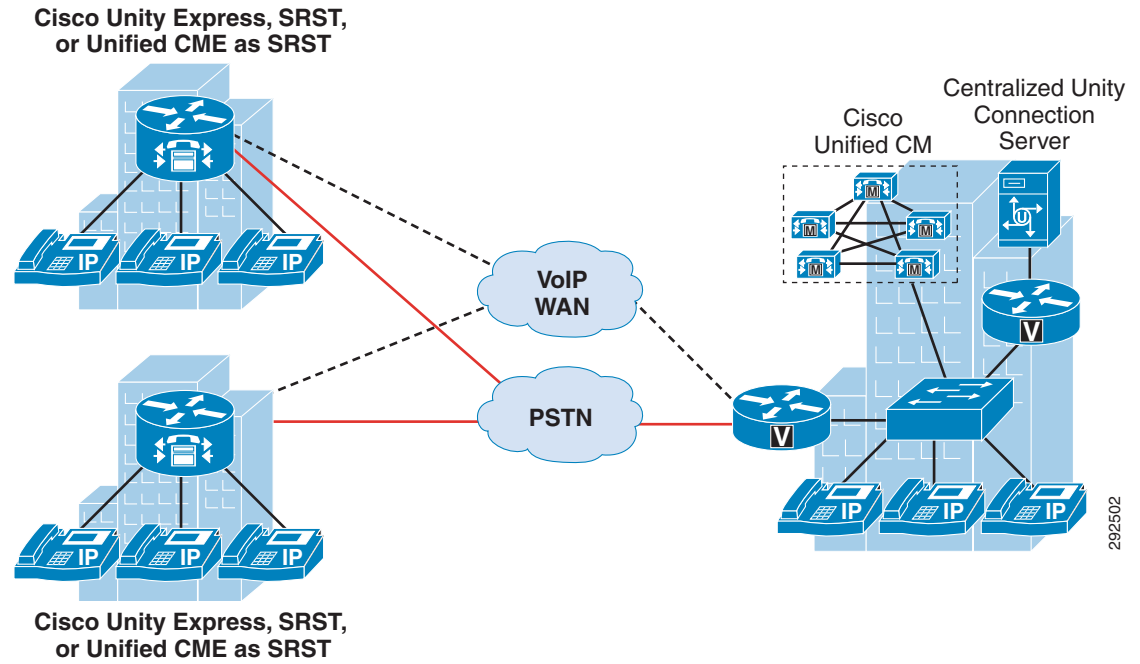 Cisco Unity Express, SRST,
or Unified CME as SRST
Centralized Unity
Connection
Server
Cisco
Unified CM
M
M
M
M
M
U
IP
IP
IP
VoIP
WAN
V
PSTN
V
IP
IP
IP
IP
IP
IP
292502
Cisco Unity Express, SRST,
or Unified CME as SRST